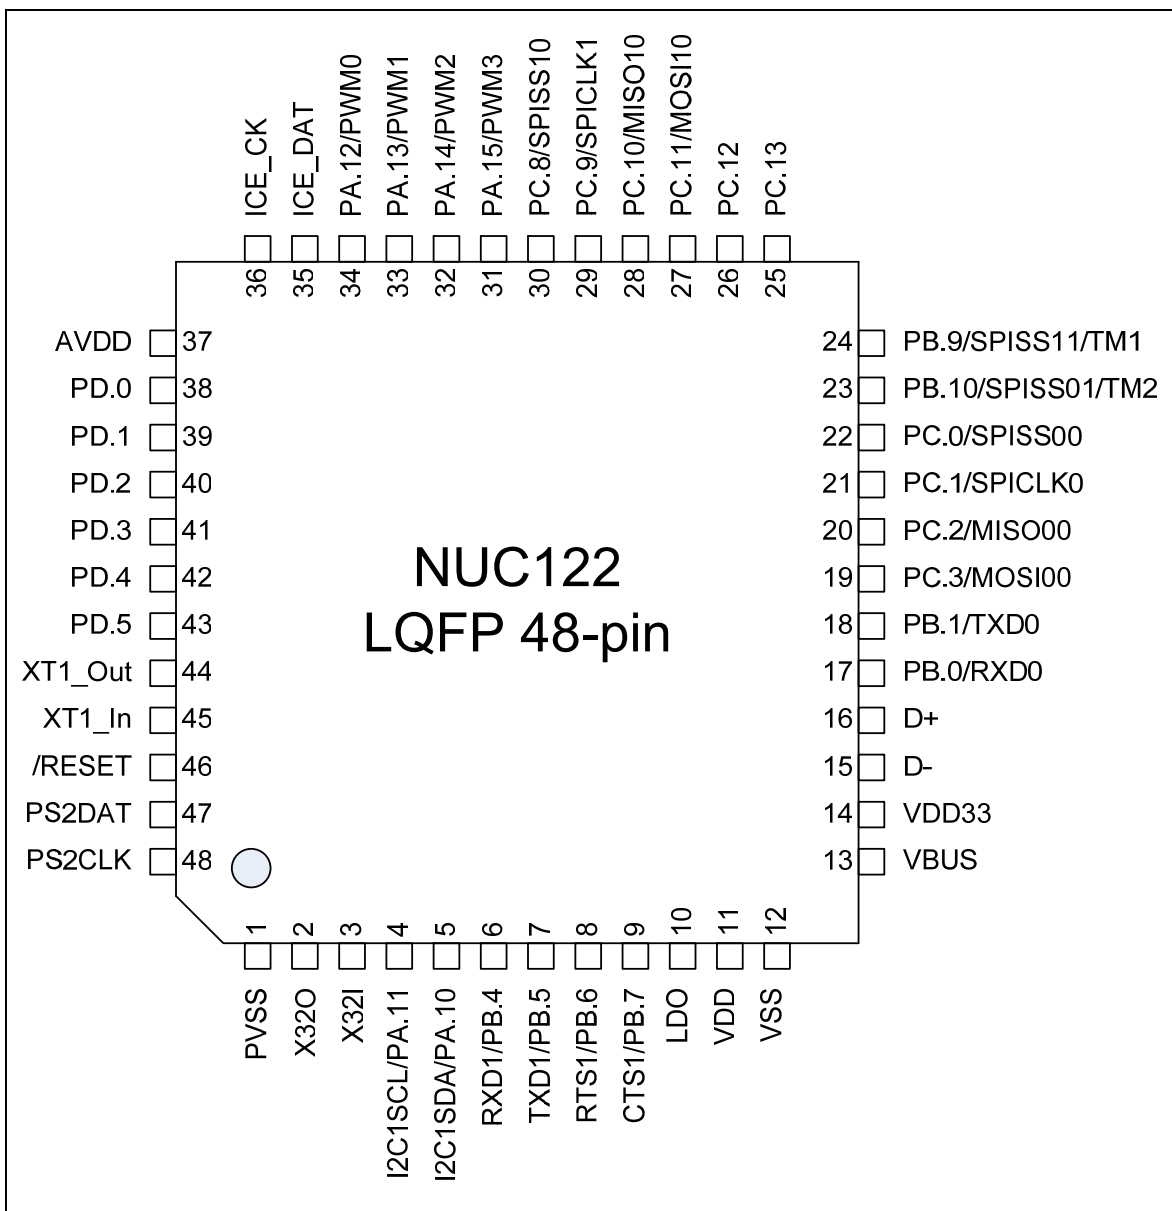 ICE_CK
ICE_DAT
PA.12/PWM0
PA.13/PWM1
PA.14/PWM2
PA.15/PWM3
PC.8/SPISS10
PC.9/SPICLK1
PC.10/MISO10
PC.11/MOSI10
PC.12
PC.13
36
35
34
33
32
31
30
29
28
27
26
25
AVDD 37
PD.0 38
PD.1 39
PD.2 40
PD.3 41
PD.4 42
PD.5 43
XT1_Out 44
XT1_In 45
/RESET 46
PS2DAT 47
PS2CLK 48
NUC122
LQFP 48-pin
24 PB.9/SPISS11/TM1
23 PB.10/SPISS01/TM2
22 PC.0/SPISS00
21 PC.1/SPICLK0
20 PC.2/MISO00
19 PC.3/MOSI00
18 PB.1/TXD0
17 PB.0/RXD0
16 D+
15 D-
14 VDD33
13 VBUS
1
2
3
4
5
6
7
8
9
10
11
12
PVSS
X32O
X32I
I2C1SCL/PA.11
I2C1SDA/PA.10
RXD1/PB.4
TXD1/PB.5
RTS1/PB.6
CTS1/PB.7
LDO
VDD
VSS